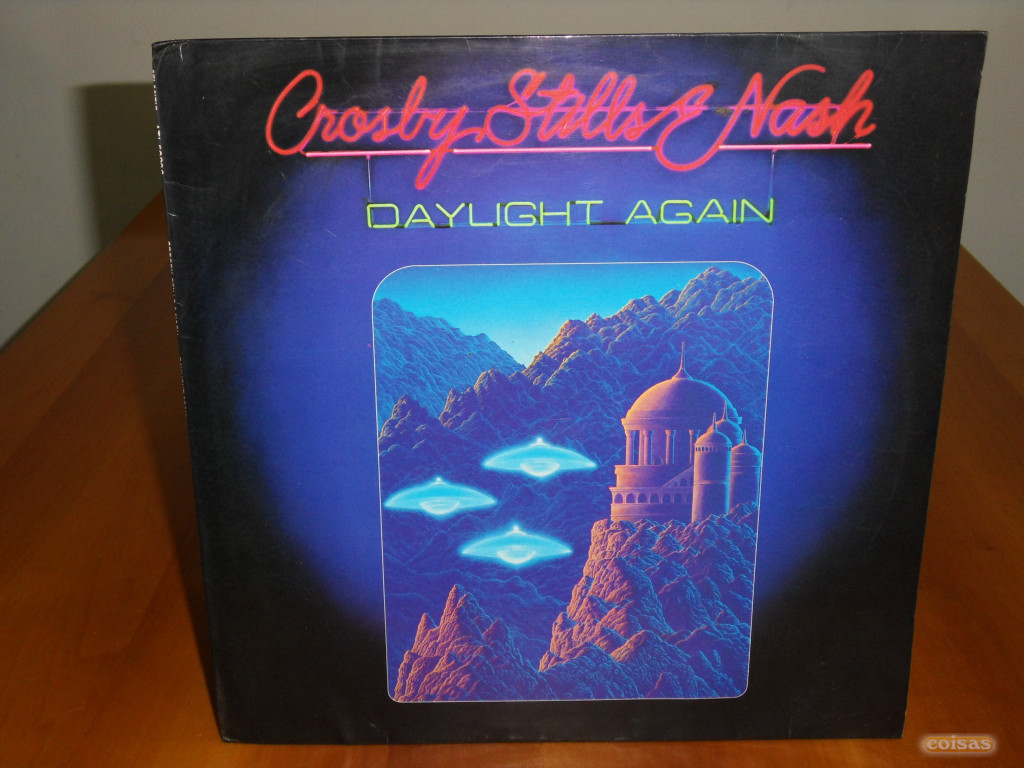 Crosby, Stills & Nash
DAYLIGHT AGAIN
coisas